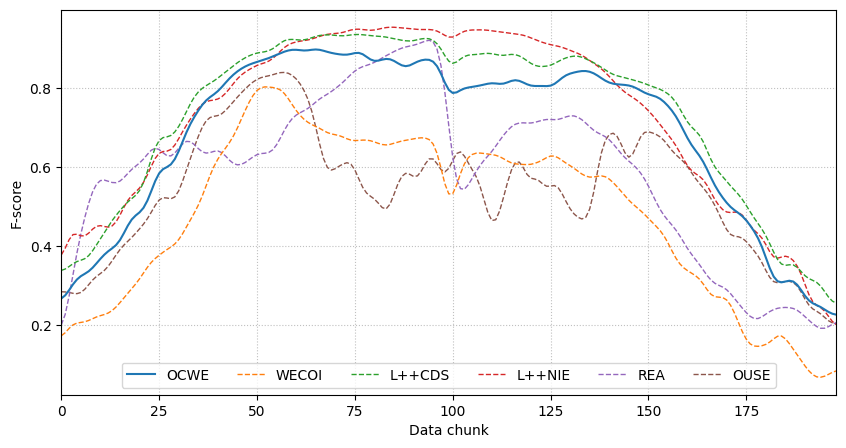 F-score
0.8
0.6
0.4
0.2
OCWE WECOI L++CDS L++NIE REA OUSE
0 25 50 75 100 125 150 175
Data chunk